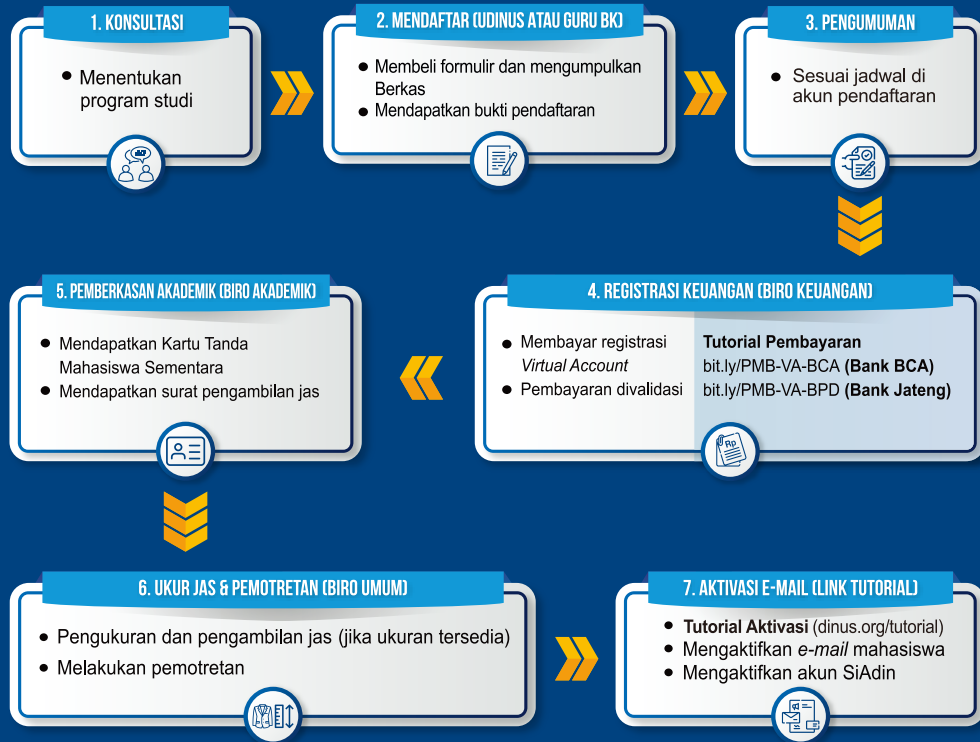 1. KONSULTASI
• Menentukan
program studi
2. MENDAFTAR (UDINUS ATAU GURU BK)
• Membeli formulir dan mengumpulkan
Berkas
• Mendapatkan bukti pendaftaran
3. PENGUMUMAN
• Sesuai jadwal di
akun pendaftaran
4. REGISTRASI KEUANGAN (BIRO KEUANGAN)
• Membayar registrasi
Virtual Account
• Pembayaran divalidasi
Tutorial Pembayaran
bit.ly/PMB-VA-BCA (Bank BCA)
bit.ly/PMB-VA-BPD (Bank Jateng)
Rp
5. PEMBERKASAN AKADEMIK (BIRO AKADEMIK)
• Mendapatkan Kartu Tanda
Mahasiswa Sementara
• Mendapatkan surat pengambilan jas
6. UKUR JAS & PEMOTRETAN (BIRO UMUM)
• Pengukuran dan pengambilan jas (jika ukuran tersedia)
• Melakukan pemotretan
7. AKTIVASI E-MAIL (LINK TUTORIAL)
• Tutorial Aktivasi (dinus.org/tutorial)
• Mengaktifkan e-mail mahasiswa
• Mengaktifkan akun SiAdin